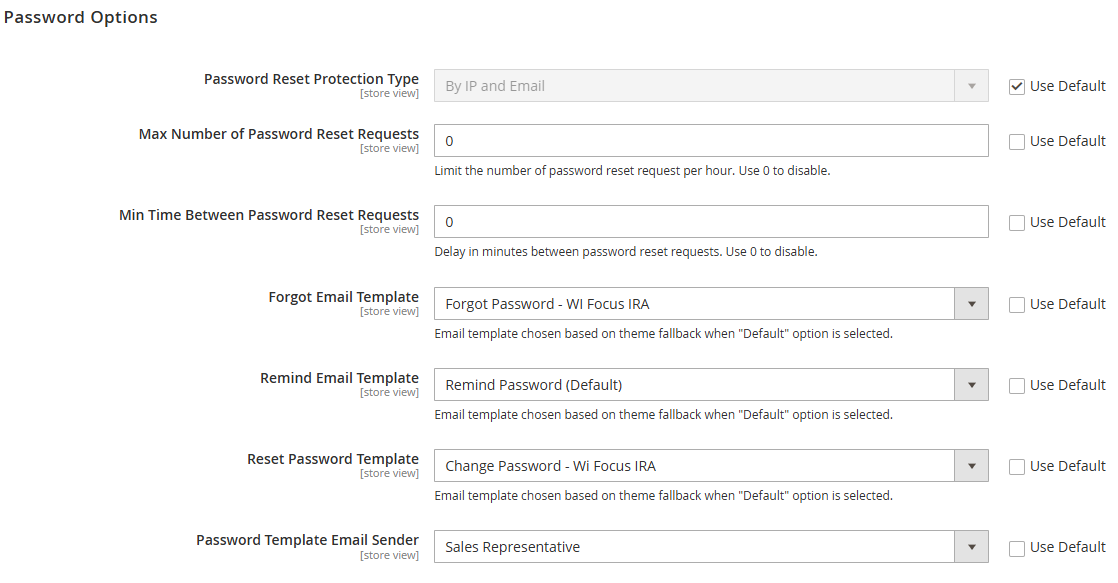 Password Options
Password Reset Protection Type
[store view]
By IP and Email
Use Default
Max Number of Password Reset Requests
[store view]
0
Use Default
Limit the number of password reset request per hour. Use 0 to disable.
Min Time Between Password Reset Requests
[store view]
0
Use Default
Delay in minutes between password reset requests. Use 0 to disable.
Forgot Email Template
[store view]
Forgot Password - WI Focus IRA
Use Default
Email template chosen based on theme fallback when "Default" option is selected.
Remind Email Template
[store view]
Remind Password (Default)
Use Default
Email template chosen based on theme fallback when "Default" option is selected.
Reset Password Template
[store view]
Change Password - Wi Focus IRA
Use Default
Email template chosen based on theme fallback when "Default" option is selected.
Password Template Email Sender
[store view]
Sales Representative
Use Default